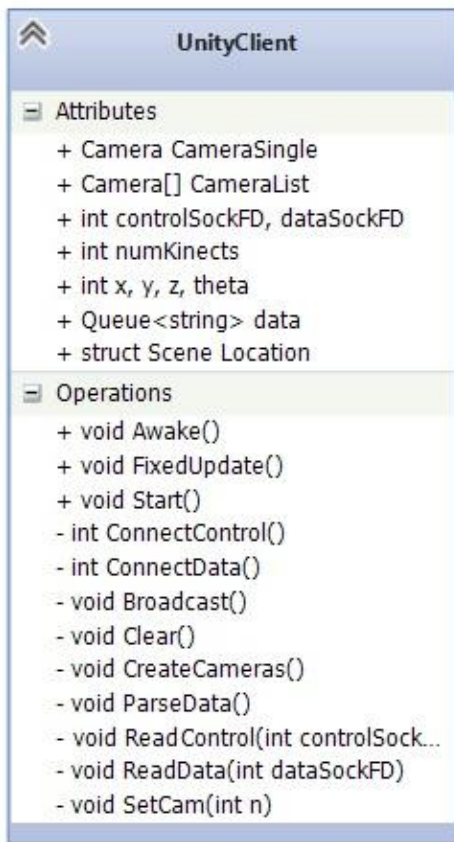 UnityClient
Attributes
+ Camera CameraSingle
+ Camera[] CameraList
+ int controlSockFD, dataSockFD
+ int numKinects
+ int x, y, z, theta
+ Queue<string> data
+ struct Scene Location
Operations
+ void Awake()
+ void FixedUpdate()
+ void Start()
- int ConnectControl()
- int ConnectData()
- void Broadcast()
- void Clear()
- void CreateCameras()
- void ParseData()
- void ReadControl(int controlSock...
- void ReadData(int dataSockFD)
- void SetCam(int n)